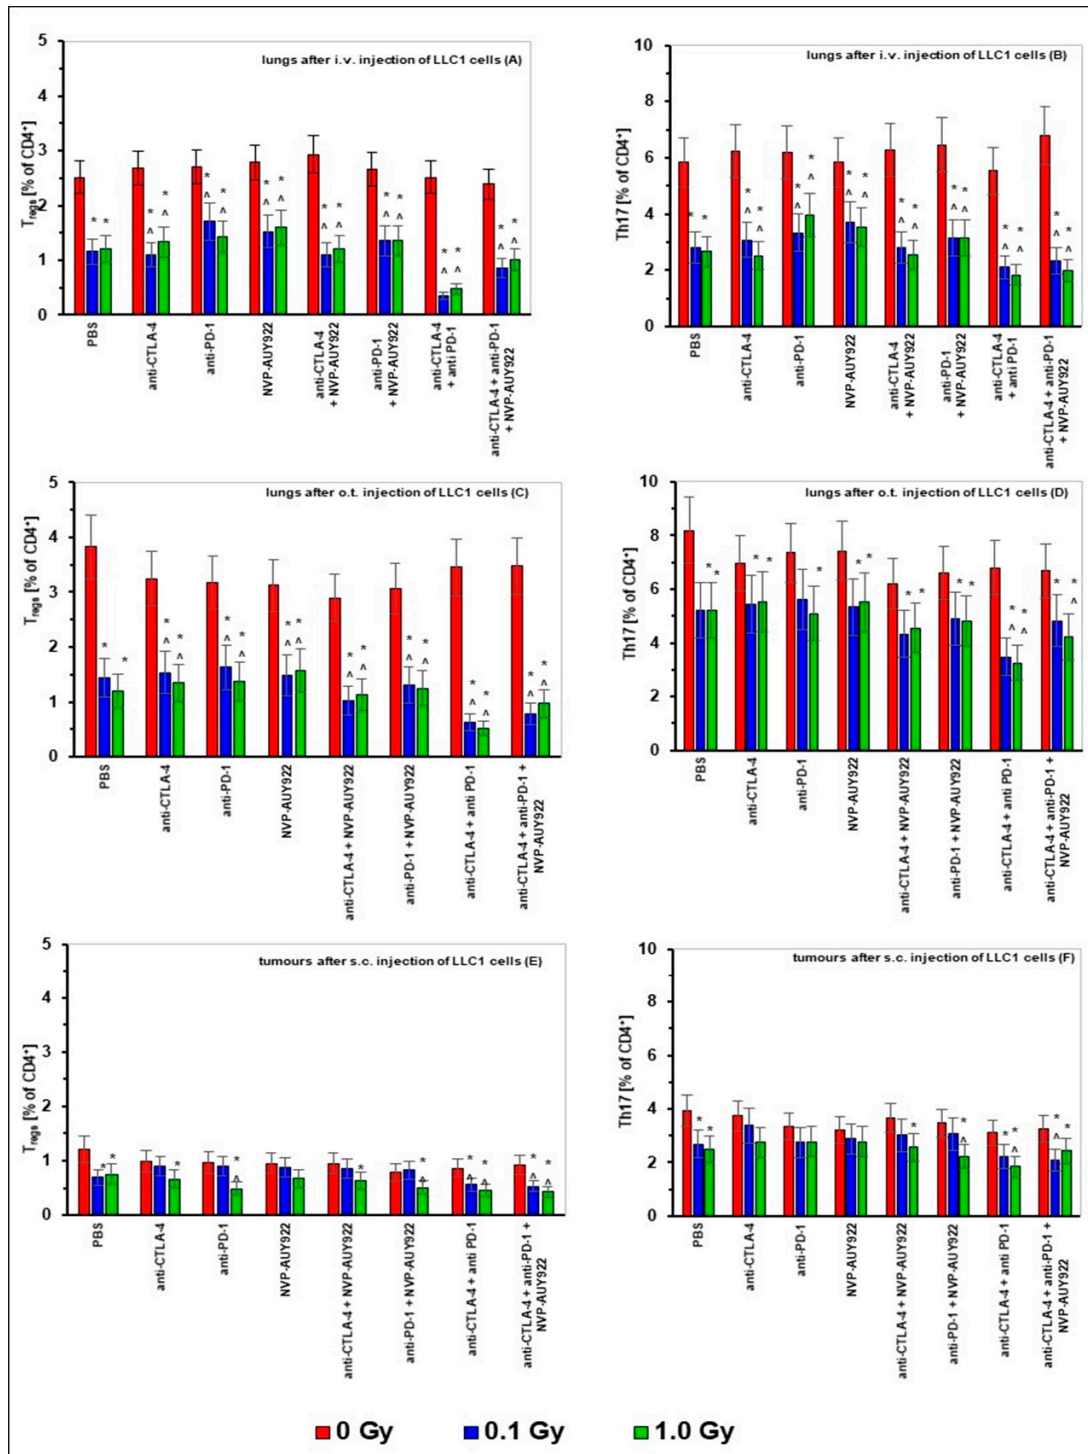 5
4
3
2
1
0
T regs [% of CD4+]
lungs after i.v. injection of LLC1 cells (A)
PBS
anti-CTLA-4
anti-PD-1
NVP-AUY922
anti-CTLA-4
+ NVP-AUY922
anti-PD-1
+ NVP-AUY922
anti-CTLA-4
+ anti PD-1
anti-CTLA-4 + anti-PD-1
+ NVP-AUY922
10
8
6
4
2
0
Th17 [% of CD4+]
lungs after i.v. injection of LLC1 cells (B)
PBS
anti-CTLA-4
anti-PD-1
NVP-AUY922
anti-CTLA-4
+ NVP-AUY922
anti-PD-1
+ NVP-AUY922
anti-CTLA-4
+ anti PD-1
anti-CTLA-4 + anti-PD-1
+ NVP-AUY922
5
4
3
2
1
0
T regs [% of CD4+]
lungs after o.t. injection of LLC1 cells (C)
PBS
anti-CTLA-4
anti-PD-1
NVP-AUY922
anti-CTLA-4 + NVP-AUY922
anti-PD-1 + NVP-AUY922
anti-CTLA-4 + anti PD-1
anti-CTLA-4 + anti-PD-1 +
NVP-AUY922
10
8
6
4
2
0
Th17 [% of CD4+]
lungs after o.t. injection of LLC1 cells (D)
PBS
anti-CTLA-4
anti-PD-1
NVP-AUY922
anti-CTLA-4 + NVP-AUY922
anti-PD-1 + NVP-AUY922
anti-CTLA-4 + anti PD-1
anti-CTLA-4 + anti-PD-1 +
NVP-AUY922
5
4
3
2
1
0
T regs [% of CD4+]
tumours after s.c. injection of LLC1 cells (E)
PBS
anti-CTLA-4
anti-PD-1
NVP-AUY922
anti-CTLA-4 + NVP-AUY922
anti-PD-1 + NVP-AUY922
anti-CTLA-4 + anti PD-1
anti-CTLA-4 + anti-PD-1 +
NVP-AUY922
10
8
6
4
2
0
Th17 [% of CD4+]
tumours after s.c. injection of LLC1 cells (F)
PBS
anti-CTLA-4
anti-PD-1
NVP-AUY922
anti-CTLA-4 + NVP-AUY922
anti-PD-1 + NVP-AUY922
anti-CTLA-4 + anti PD-1
anti-CTLA-4 + anti-PD-1 +
NVP-AUY922
0 Gy 0.1 Gy 1.0 Gy